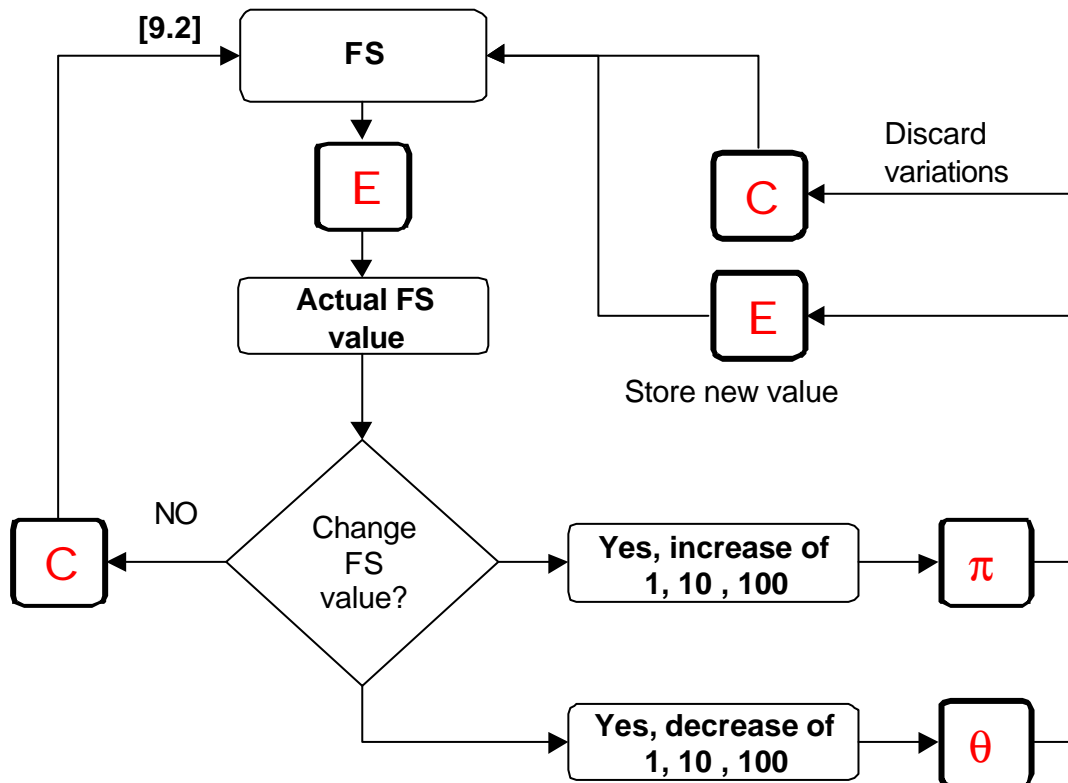 [9.2]
FS
E
Discard
variations
C
Actual FS
value
E
Store new value
NO
Change
FS
value?
C
Yes, increase of
1, 10 , 100
π
Yes, decrease of
1, 10 , 100
θ